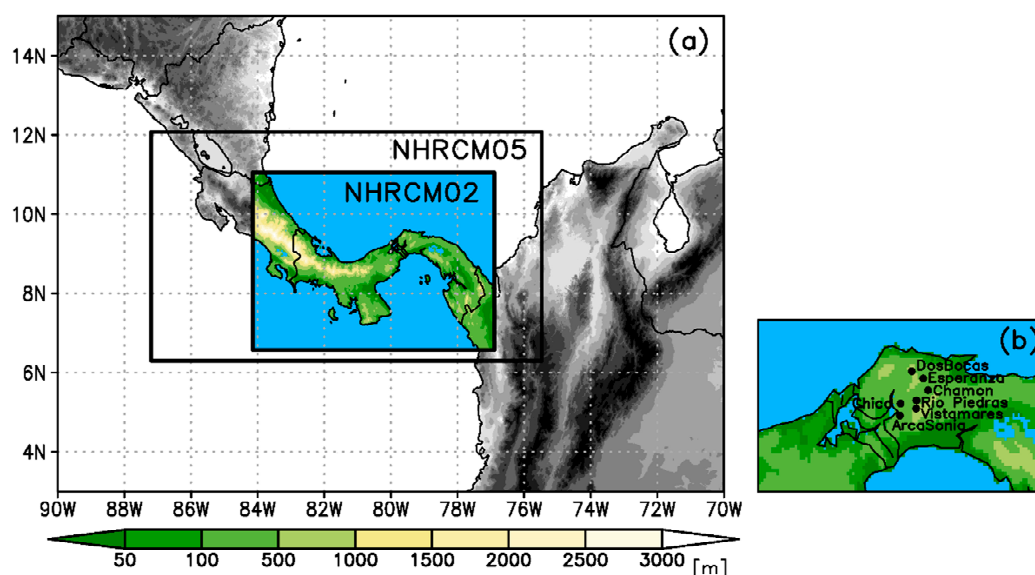 (a)
14N
12N
10N
8N
6N
4N
NHRCM05
NHRCM02
90W 88W 86W 84W 82W 80W 78W 76W 74W 72W 70W
50 100 500 1000 1500 2000 2500 3000 [m]
(b)
DosBocas
Esperanza
Chamon
Chico
Rio Piedras
Vistamares
ArcaSonia